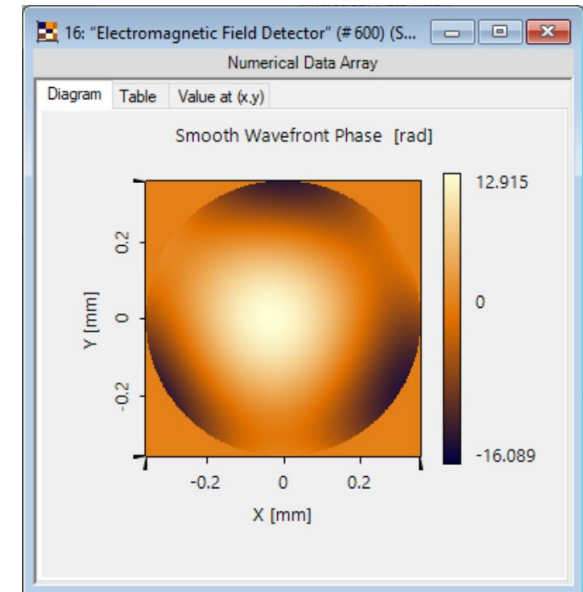 16: "Electromagnetic Field Detector" (# 600) (S...
Numerical Data Array
Diagram Table Value at (x,y)
Smooth Wavefront Phase [rad]
12.915
0.2
0
0
Y [mm]
-0.2
-16.089
-0.2 0 0.2
X [mm]